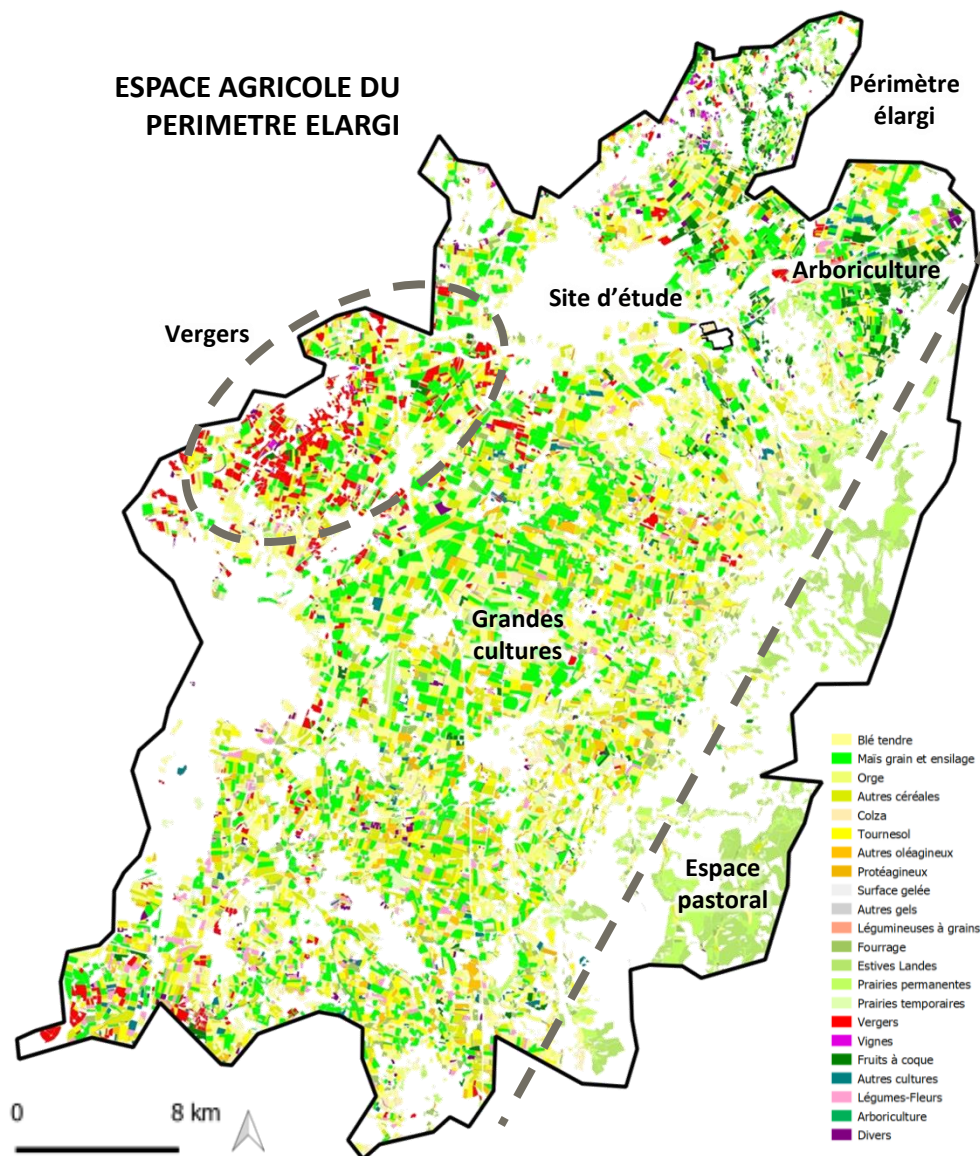 ESPACE AGRICOLE DU
PERIMETRE ELARGI
Périmètre
élargi
Arboriculture
Site d'étude
Vergers
Grandes
cultures
Espace
pastoral
Blé tendre
Maïs grain et ensilage
Orge
Autres céréales
Colza
Tournesol
Autres oléagineux
Protéagineux
Surface gelée
Autres gels
Légumineuses à grains
Fourrage
Estives Landes
Prairies permanentes
Prairies temporaires
Vergers
Vignes
Fruits à coque
Autres cultures
Légumes-Fleurs
Arboriculture
Divers
0 8 km